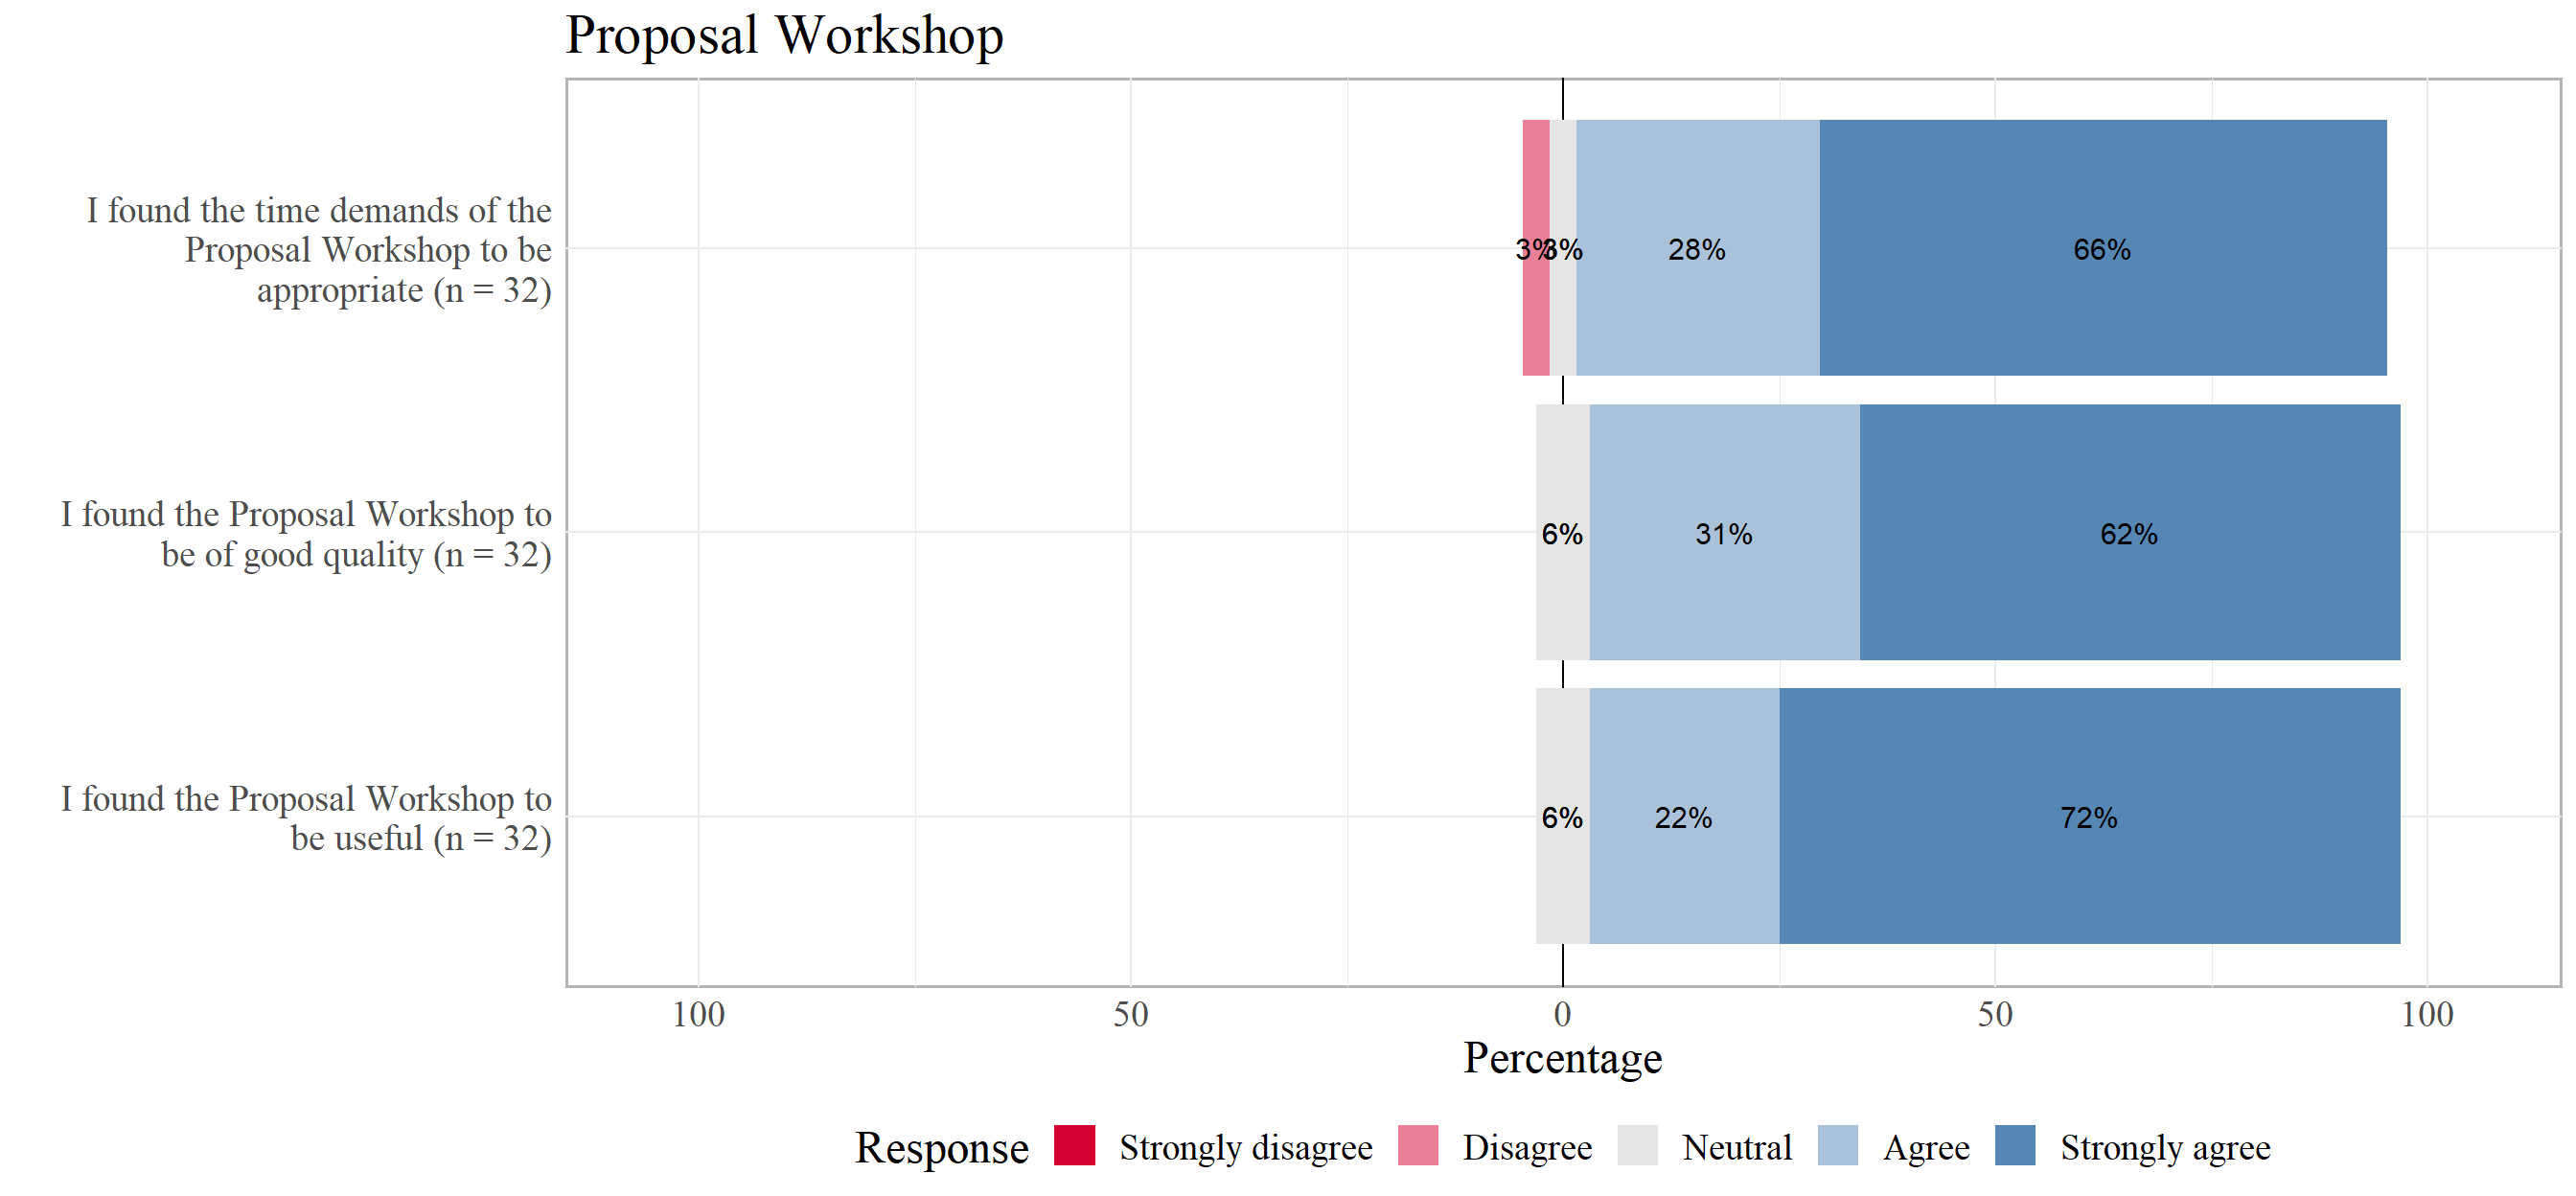 Proposal Workshop
I found the time demands of the
Proposal Workshop to be
appropriate (n = 32)
3%
3%
28%
66%
I found the Proposal Workshop to
be of good quality (n = 32)
6%
31%
62%
I found the Proposal Workshop to
be useful (n = 32)
6%
22%
72%
100 50 0 50 100
Percentage
Response Strongly disagree Disagree Neutral Agree Strongly agree